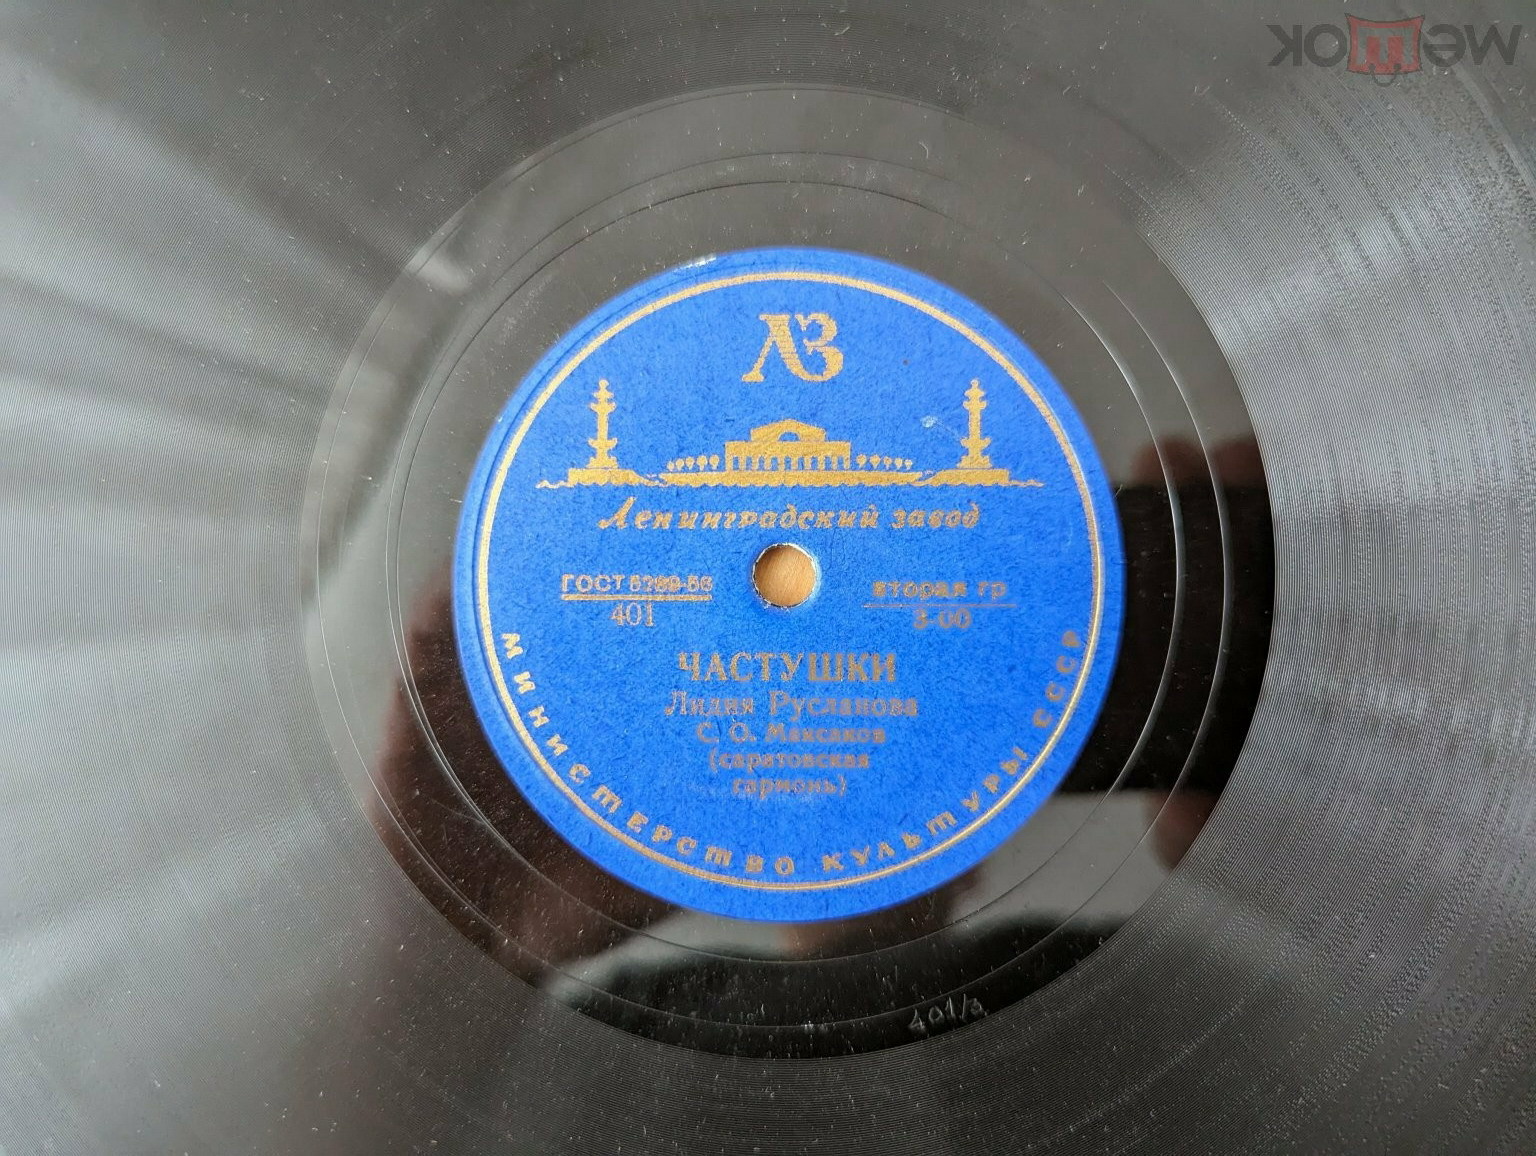 мешок
ЛЗ
Ленинградский завод
ГОСТ 5289-56
401
вторая гр
3-00
ЧАСТУШКИ
Лидия Русланова
С. О. Максаков
(саратовская
гармонь)
МИНИСТЕРСТВО КУЛЬТУРЫ СССР
401/3